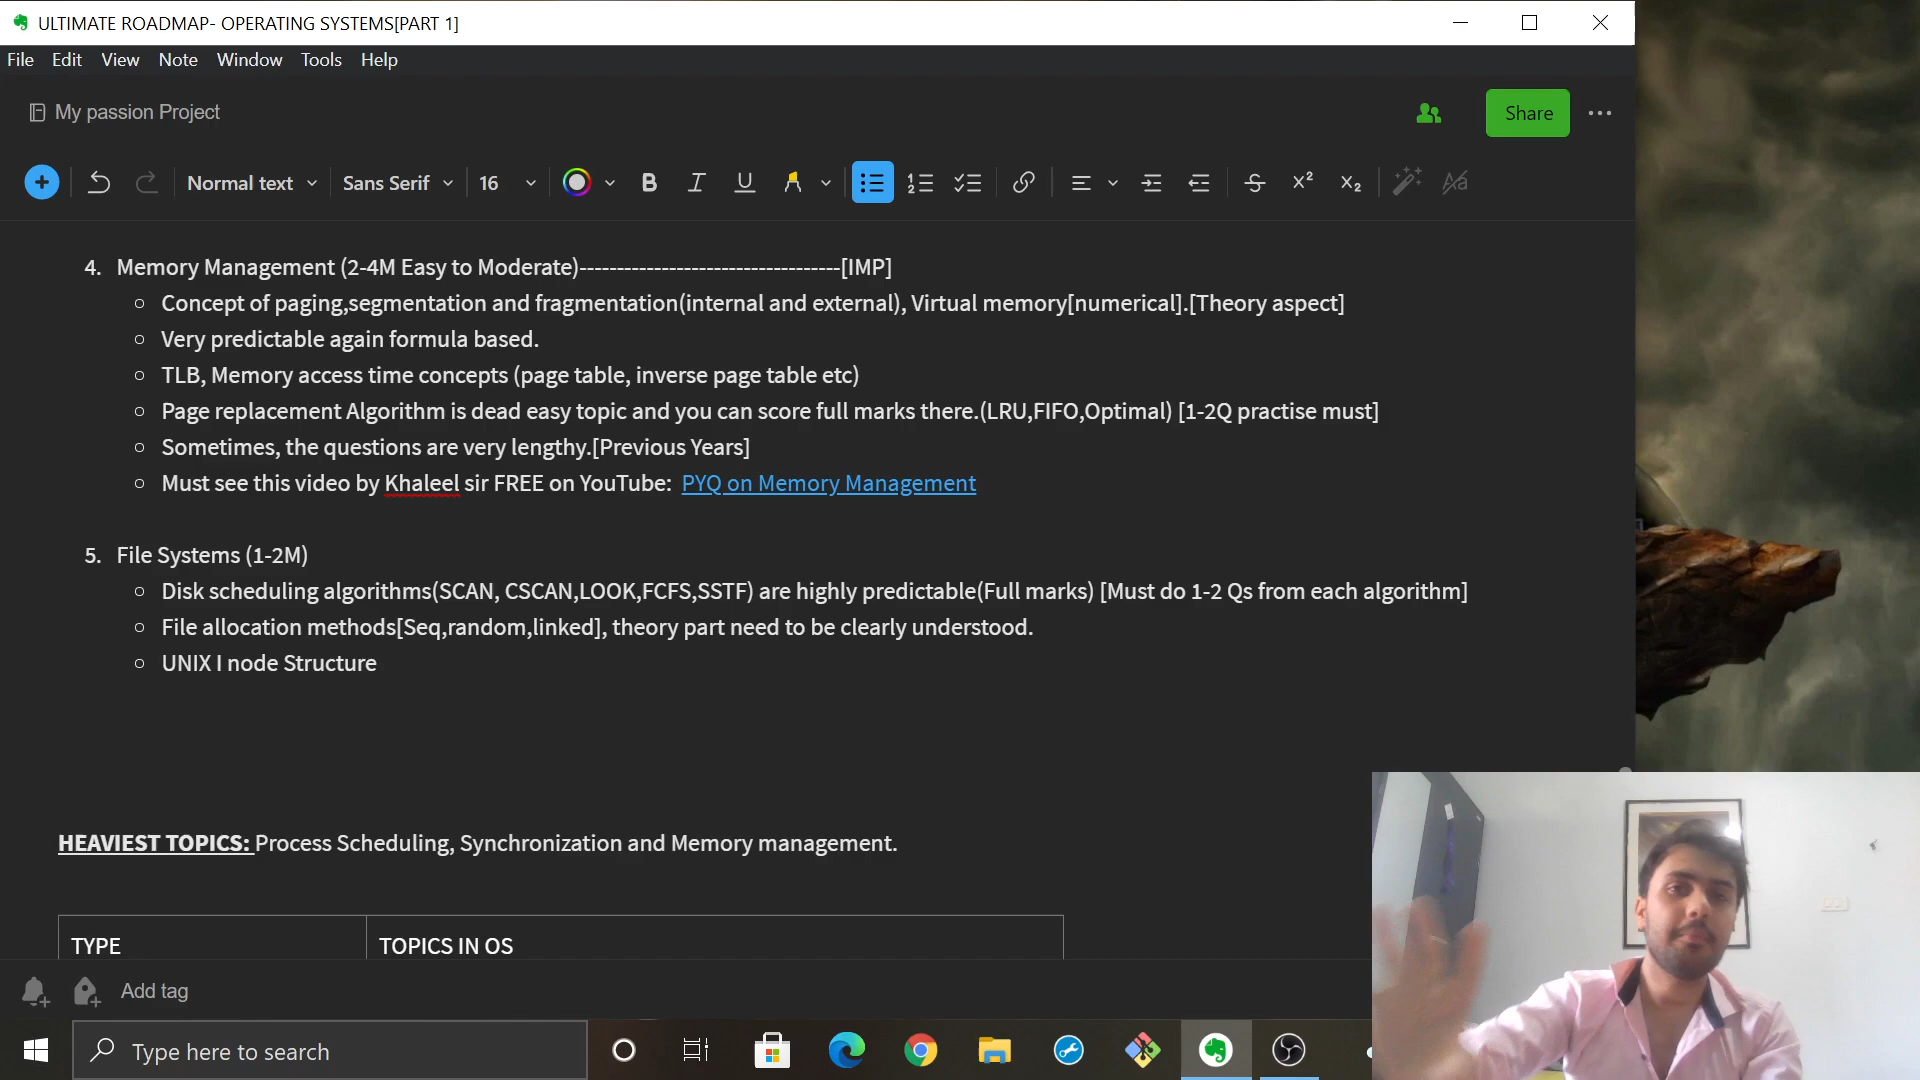 ULTIMATE ROADMAP- OPERATING SYSTEMS[PART 1]
File Edit View Note Window Tools Help
My passion Project
Share
Normal text Sans Serif 16
4. Memory Management (2-4M Easy to Moderate)-----------------------------------[IMP]
Concept of paging,segmentation and fragmentation(internal and external), Virtual memory[numerical].[Theory aspect]
Very predictable again formula based.
TLB, Memory access time concepts (page table, inverse page table etc)
Page replacement Algorithm is dead easy topic and you can score full marks there.(LRU,FIFO,Optimal) [1-2Q practise must]
Sometimes, the questions are very lengthy.[Previous Years]
Must see this video by Khaleel sir FREE on YouTube: PYQ on Memory Management
5. File Systems (1-2M)
Disk scheduling algorithms(SCAN, CSCAN,LOOK,FCFS,SSTF) are highly predictable(Full marks) [Must do 1-2 Qs from each algorithm]
File allocation methods[Seq,random,linked], theory part need to be clearly understood.
UNIX I node Structure
HEAVIEST TOPICS: Process Scheduling, Synchronization and Memory management.
TYPE TOPICS IN OS
Add tag
Type here to search